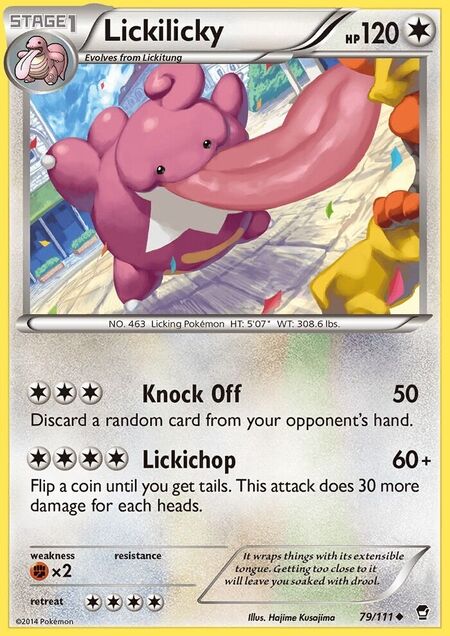 STAGE1 Lickilicky HP120
Evolves from Lickitung
NO. 463 Licking Pokémon HT: 5'07" WT: 308.6 lbs.
Knock Off 50
Discard a random card from your opponent's hand.
Lickichop 60+
Flip a coin until you get tails. This attack does 30 more
damage for each heads.
weakness resistance
×2
retreat
It wraps things with its extensible
tongue. Getting too close to it
will leave you soaked with drool.
©2014 Pokémon Illus. Hajime Kusajima 79/111